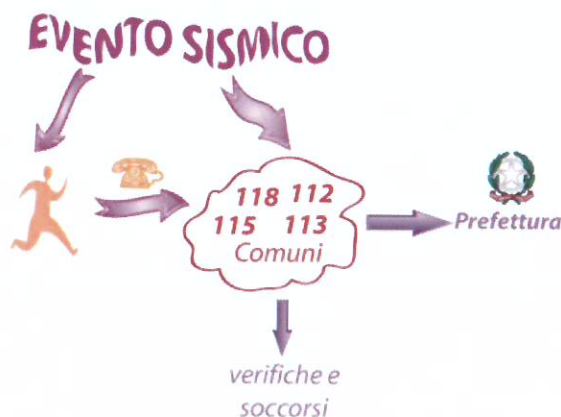 EVENTO SISMICO
118 112
115 113
Comuni
Prefettura
verifiche e
soccorsi